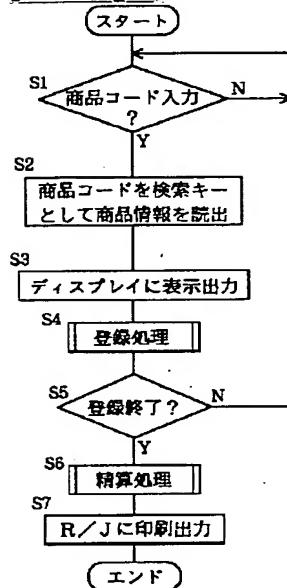 スタート
S1
商品コード入力
?
N
Y
S2
商品コードを検索キー
として商品情報を読出
S3
ディスプレイに表示出力
S4
登録処理
S5
登録終了?
N
Y
S6
精算処理
S7
R/Jに印刷出力
エンド